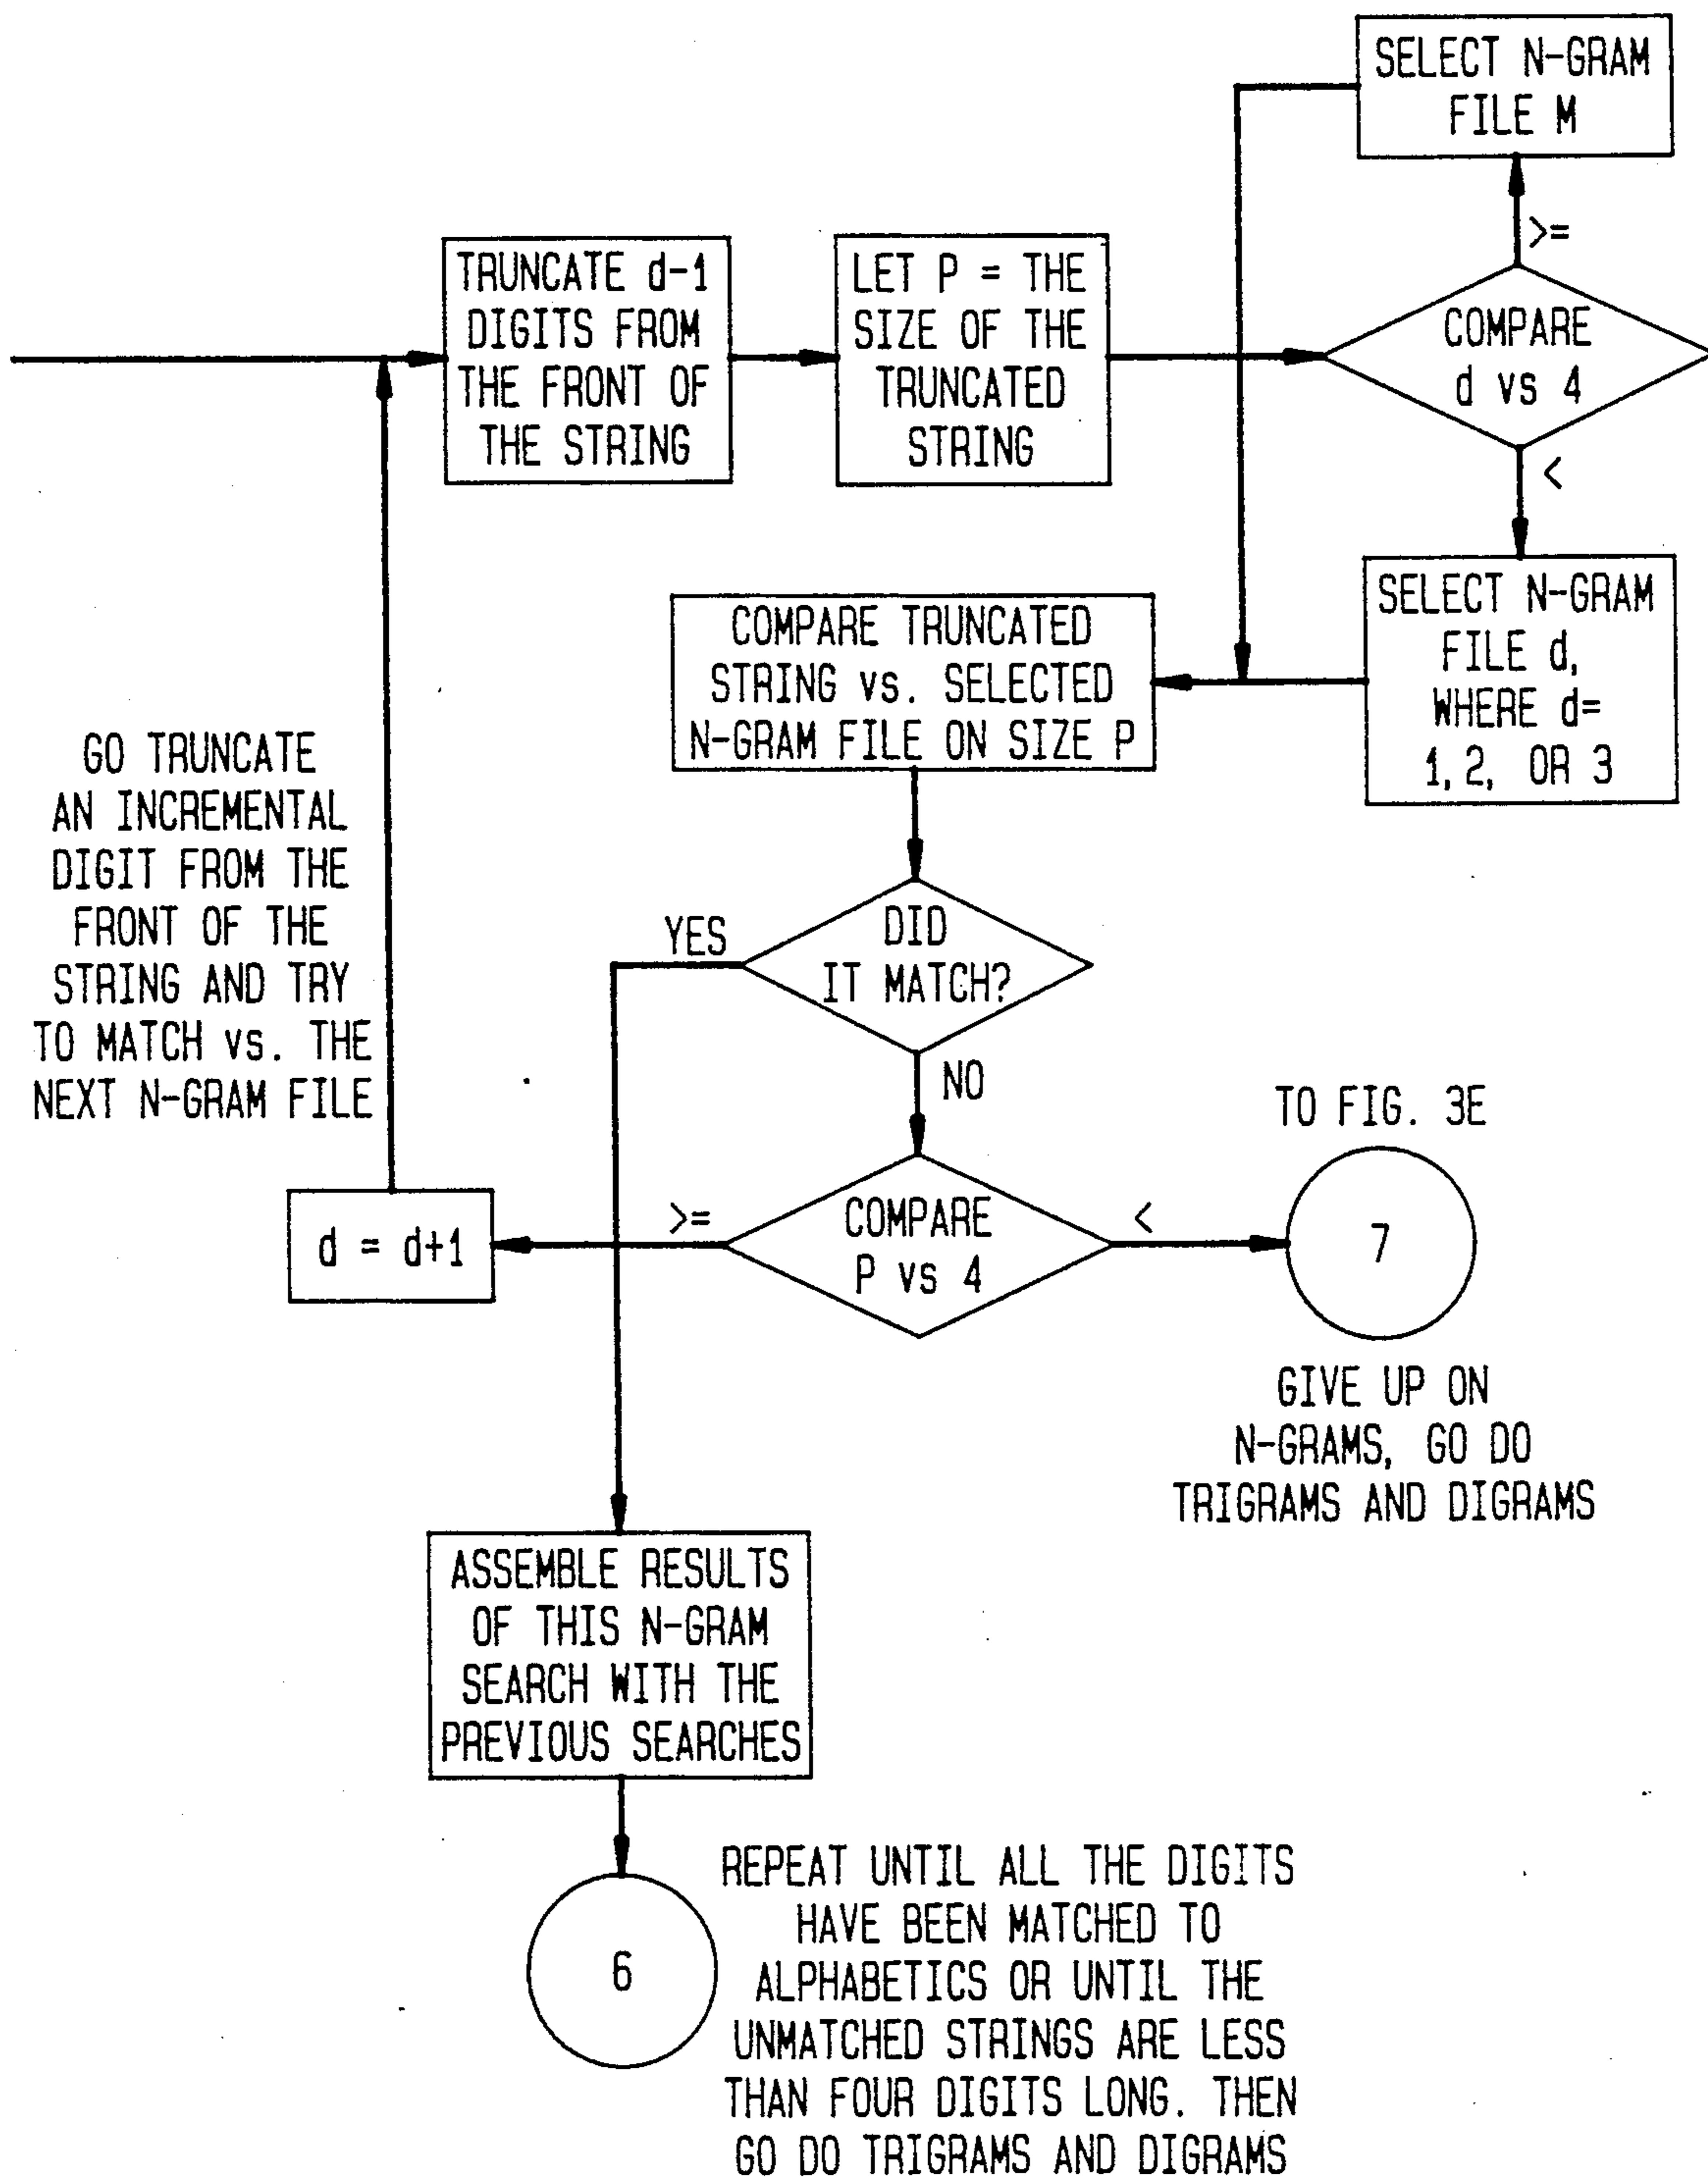 SELECT N-GRAM
FILE M
>=
TRUNCATE d-1
DIGITS FROM
THE FRONT OF
THE STRING
LET P = THE
SIZE OF THE
TRUNCATED
STRING
COMPARE
d vs 4
<
SELECT N-GRAM
FILE d,
WHERE d=
1, 2, OR 3
COMPARE TRUNCATED
STRING vs. SELECTED
N-GRAM FILE ON SIZE P
GO TRUNCATE
AN INCREMENTAL
DIGIT FROM THE
FRONT OF THE
STRING AND TRY
TO MATCH vs. THE
NEXT N-GRAM FILE
YES
DID
IT MATCH?
NO
TO FIG. 3E
d = d+1
>=
COMPARE
P vs 4
<
7
GIVE UP ON
N-GRAMS, GO DO
TRIGRAMS AND DIGRAMS
ASSEMBLE RESULTS
OF THIS N-GRAM
SEARCH WITH THE
PREVIOUS SEARCHES
6
REPEAT UNTIL ALL THE DIGITS
HAVE BEEN MATCHED TO
ALPHABETICS OR UNTIL THE
UNMATCHED STRINGS ARE LESS
THAN FOUR DIGITS LONG. THEN
GO DO TRIGRAMS AND DIGRAMS